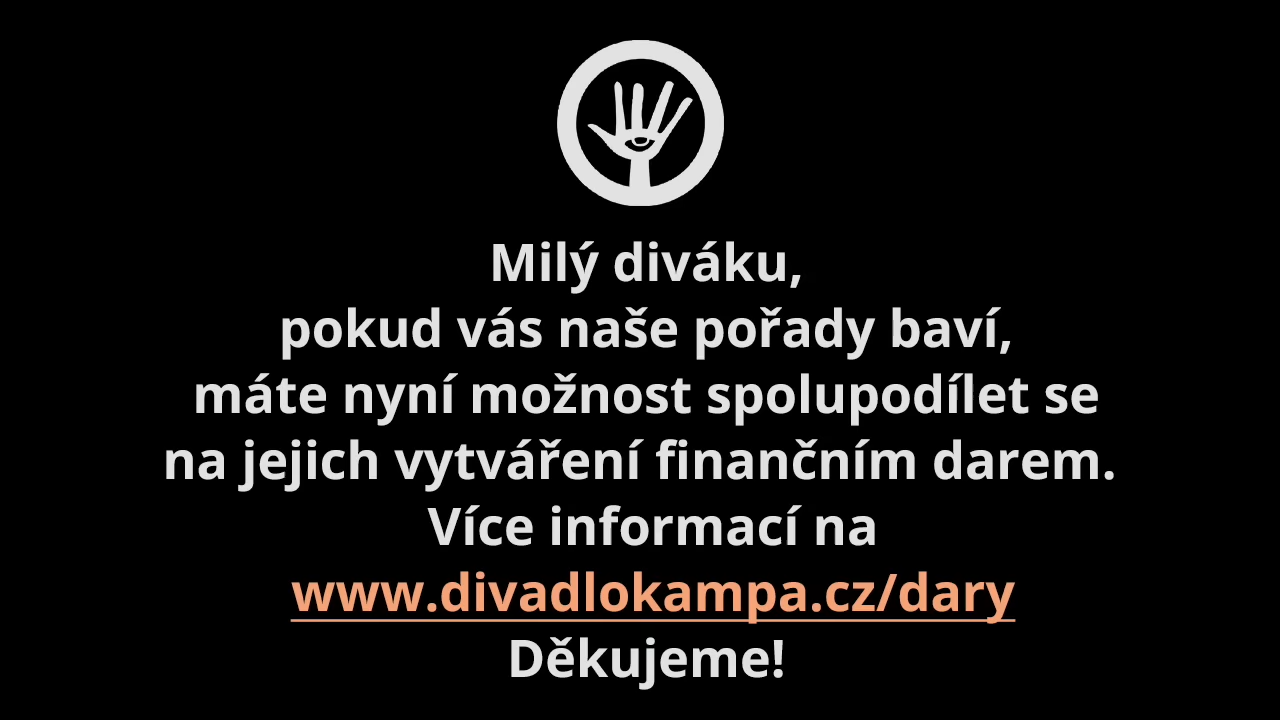 Milý diváku,
pokud vás naše pořady baví,
máte nyní možnost spolupodílet se
na jejich vytváření finančním darem.
Více informací na
www.divadlokampa.cz/dary
Děkujeme!